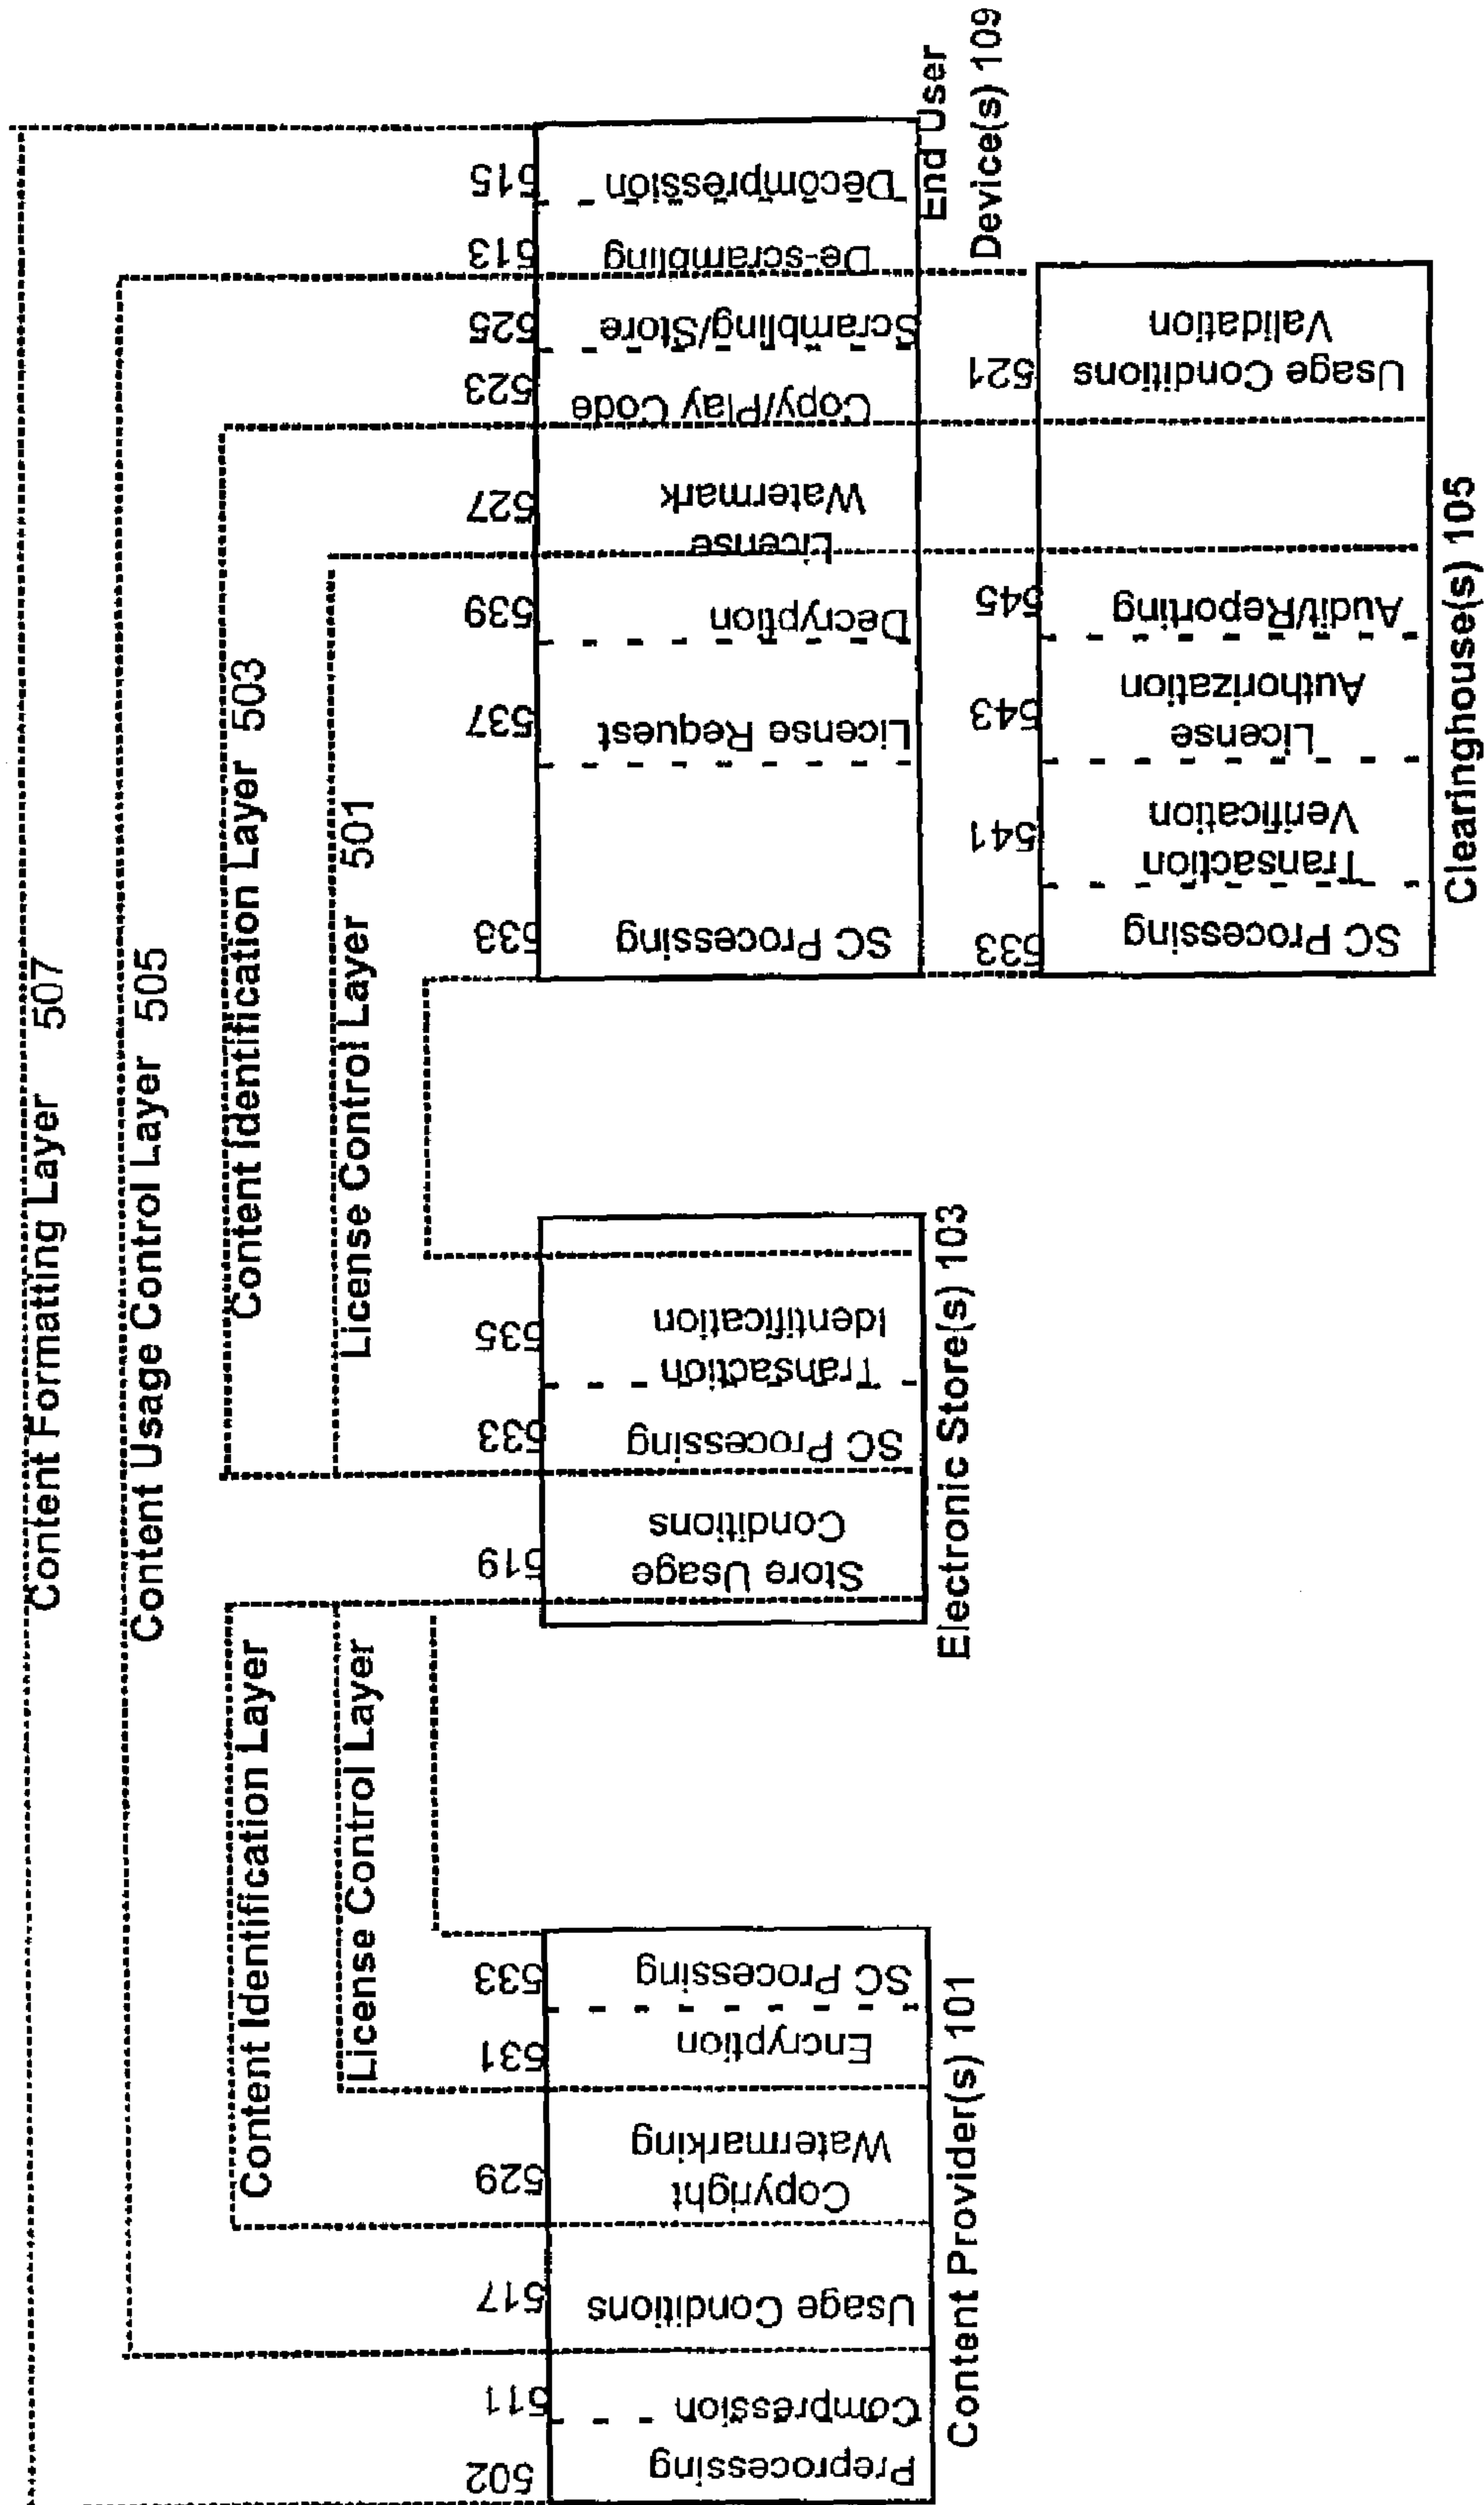 Content Formatting Layer 507
Content Usage Control Layer 505
Content Identification Layer
Content Identification Layer 503
License Control Layer
License Control Layer 501
502
Preprocessing
511
Compression
517
Usage Conditions
529
Copyright
Watermarking
531
Encryption
533
SC Processing
Content Provider(s) 101
519
Store Usage
Conditions
533
SC Processing
535
Transaction
Identification
Electronic Store(s) 103
533
SC Processing
537
License Request
539
Decryption
527
License
Watermark
523
Copy/Play Code
525
Scrambling/Store
513
De-scrambling
515
Decompression
End User
Device(s) 109
533
SC Processing
541
Transaction
Verification
543
License
Authorization
545
Audit/Reporting
521
Usage Conditions
Validation
Clearinghouse(s) 105